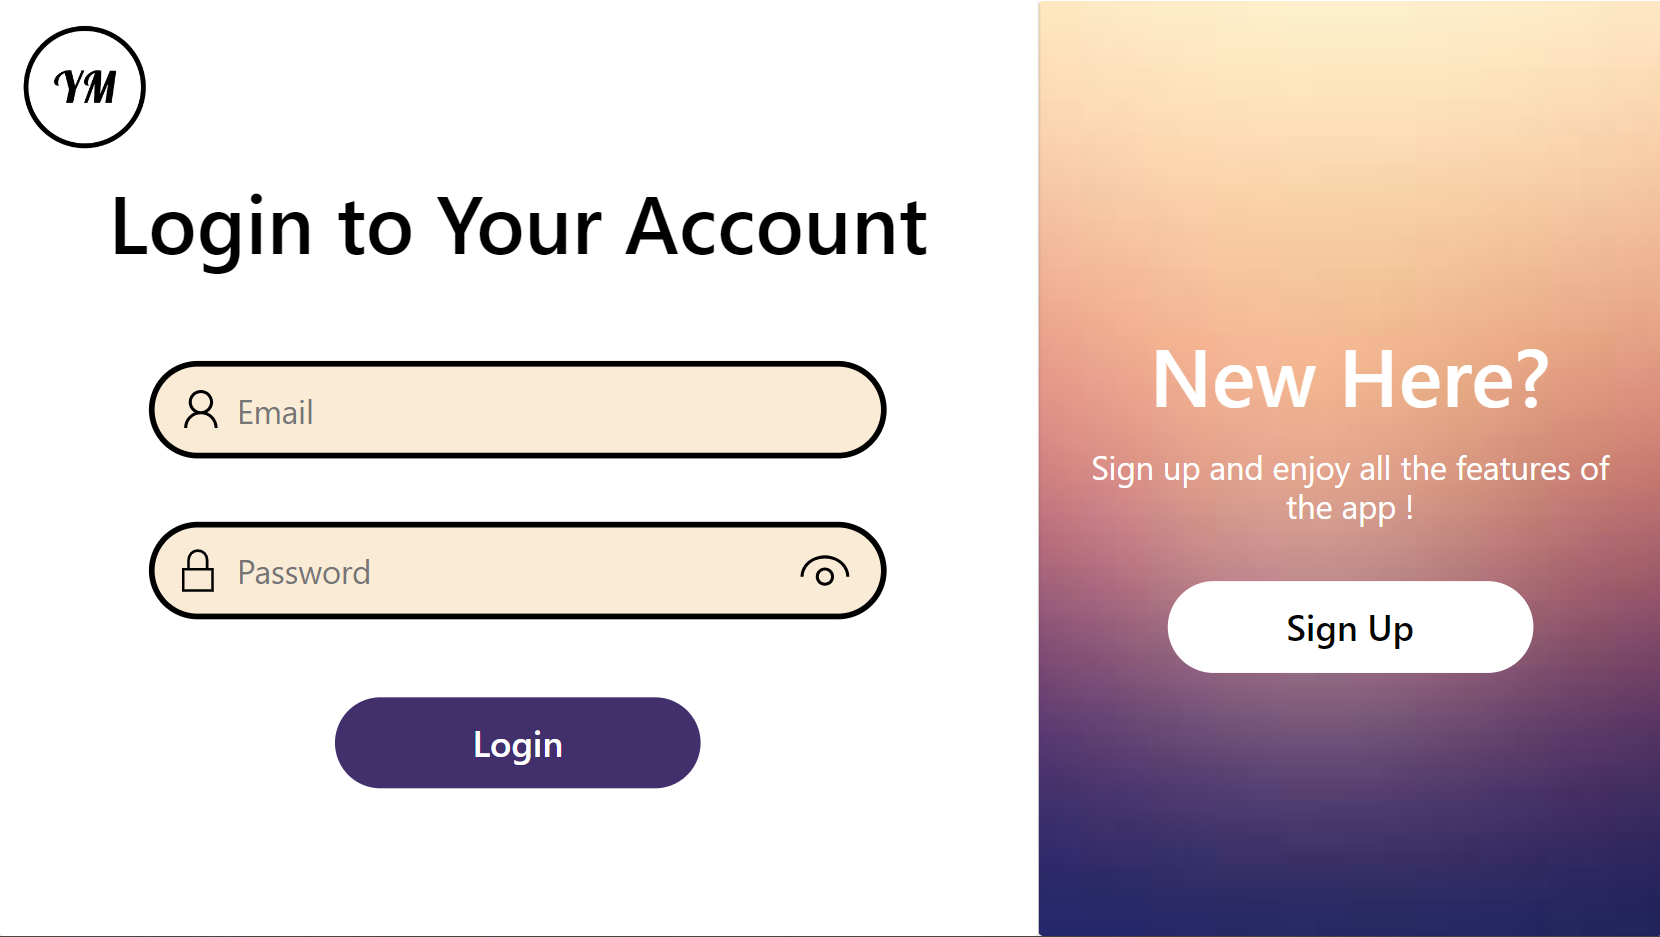 YM
Login to Your Account
Email
Password
Login
New Here?
Sign up and enjoy all the features of
the app !
Sign Up